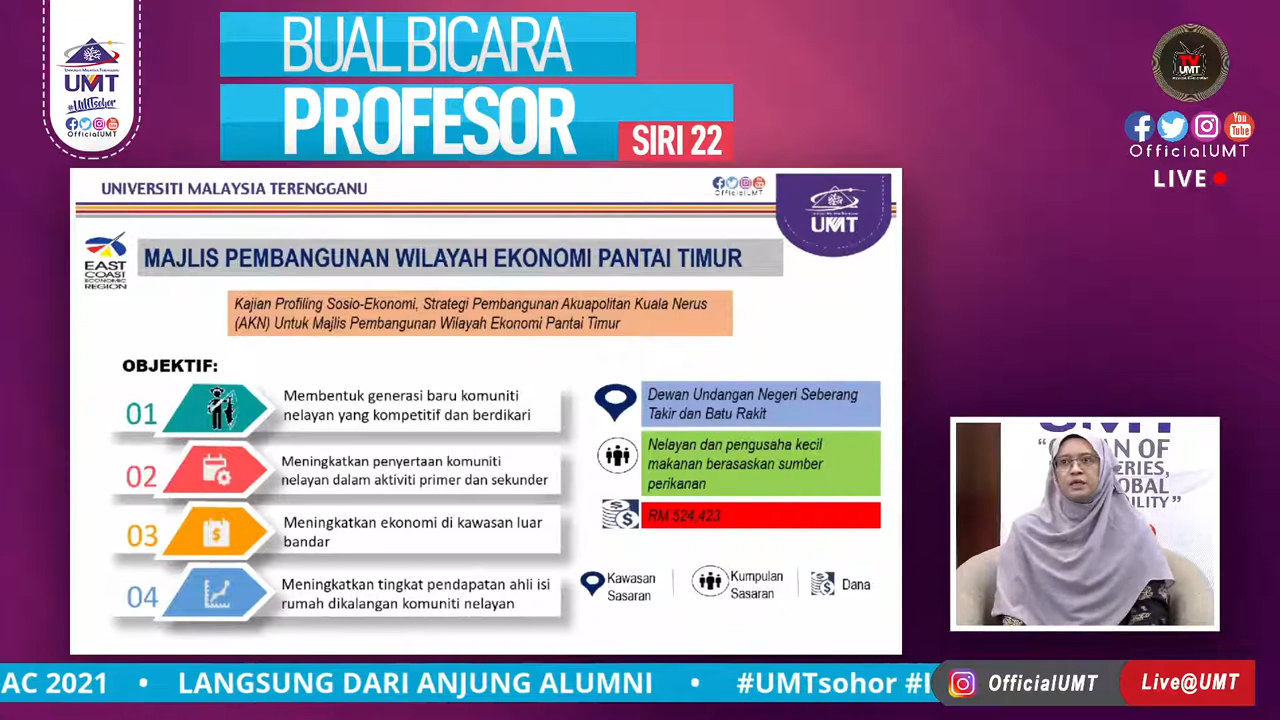 UNIVERSITI MALAYSIA TERENGGANU
UMT
#UMTsohor
OfficialUMT
BUAL BICARA
PROFESOR
SIRI 22
TV
UMT
OfficialUMT
LIVE
UNIVERSITI MALAYSIA TERENGGANU
OfficialUMT
UMT
EAST
COAST
ECONOMIC
REGION
MAJLIS PEMBANGUNAN WILAYAH EKONOMI PANTAI TIMUR
Kajian Profiling Sosio-Ekonomi, Strategi Pembangunan Akuapolitan Kuala Nerus
(AKN) Untuk Majlis Pembangunan Wilayah Ekonomi Pantai Timur
OBJEKTIF:
01
Membentuk generasi baru komuniti
nelayan yang kompetitif dan berdikari
02
Meningkatkan penyertaan komuniti
nelayan dalam aktiviti primer dan sekunder
03
Meningkatkan ekonomi di kawasan luar
bandar
04
Meningkatkan tingkat pendapatan ahli isi
rumah dikalangan komuniti nelayan
Dewan Undangan Negeri Seberang
Takir dan Batu Rakit
Nelayan dan pengusaha kecil
makanan berasaskan sumber
perikanan
RM 524,423
Kawasan
Sasaran
Kumpulan
Sasaran
Dana
UMT
AC 2021 • LANGSUNG DARI ANJUNG ALUMNI • #UMTsohor
OfficialUMT
Live@UMT